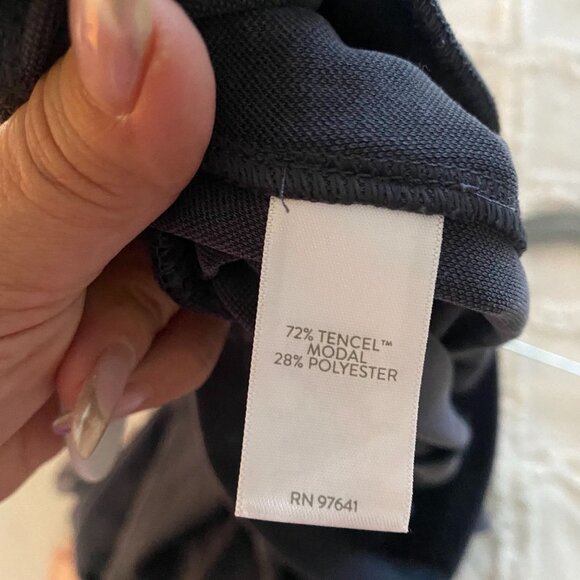 72% TENCEL™
MODAL
28% POLYESTER
RN 97641